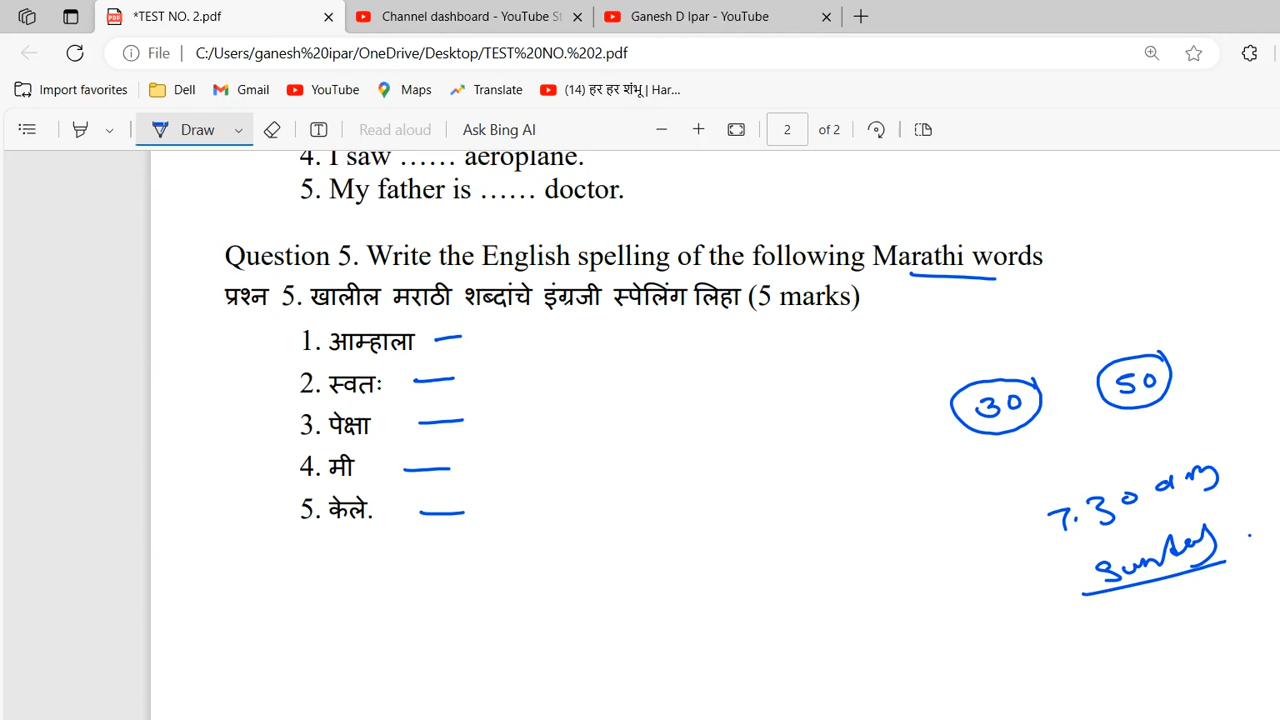 *TEST NO. 2.pdf
Channel dashboard - YouTube St
Ganesh D Ipar - YouTube
File
C:/Users/ganesh%20ipar/OneDrive/Desktop/TEST%20NO.%202.pdf
Import favorites
Dell
Gmail
YouTube
Maps
Translate
(14) हर हर शंभू | Har...
Draw
Read aloud
Ask Bing AI
2
of 2
4. I saw …… aeroplane.
5. My father is …… doctor.
Question 5. Write the English spelling of the following Marathi words
प्रश्न 5. खालील मराठी शब्दांचे इंग्रजी स्पेलिंग लिहा (5 marks)
1. आम्हाला
2. स्वतः
3. पेक्षा
4. मी
5. केले.
30
50
7.30 am
Sunday